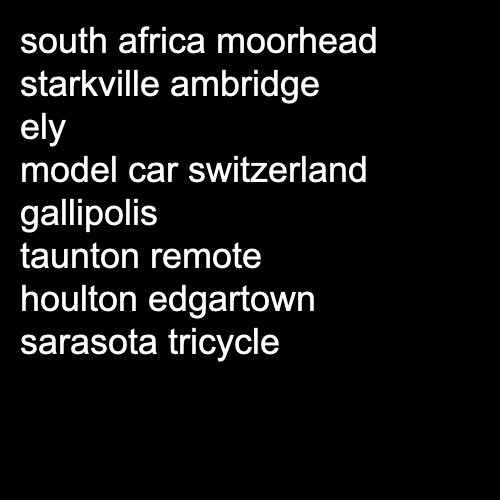 south africa moorhead
starkville ambridge
ely
model car switzerland
gallipolis
taunton remote
houlton edgartown
sarasota tricycle